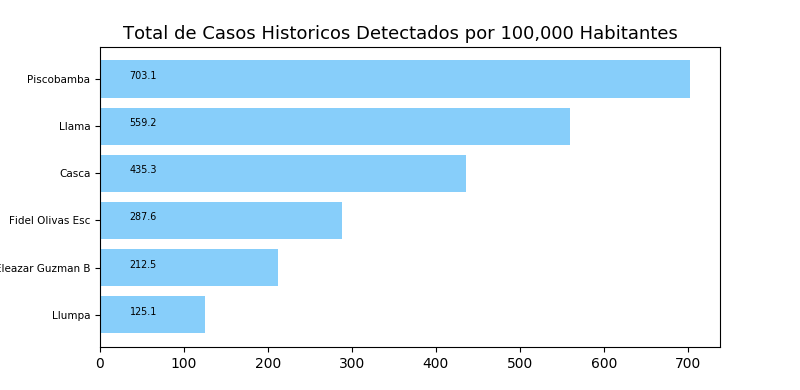 Total de Casos Historicos Detectados por 100,000 Habitantes
Piscobamba 703.1
Llama 559.2
Casca 435.3
Fidel Olivas Esc 287.6
Guzman B 212.5
Llumpa 125.1
0 100 200 300 400 500 600 700